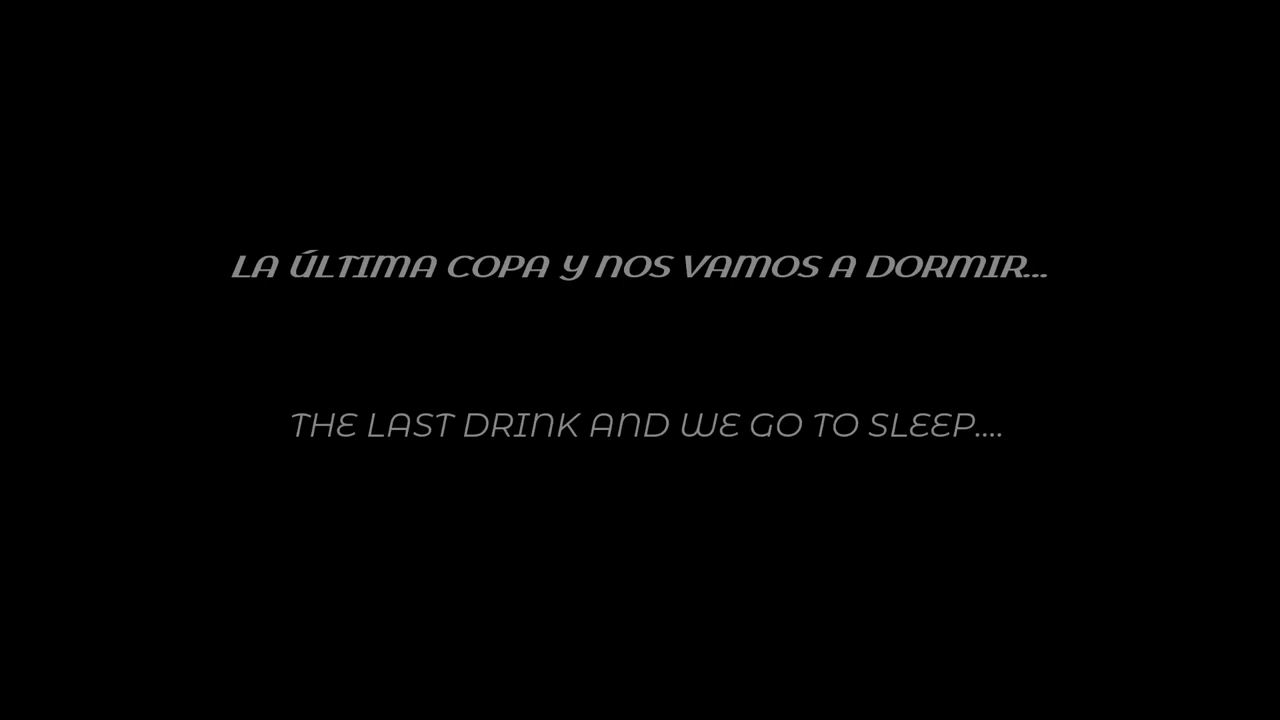 LA ÚLTIMA COPA Y NOS VAMOS A DORMIR...
THE LAST DRINK AND WE GO TO SLEEP....